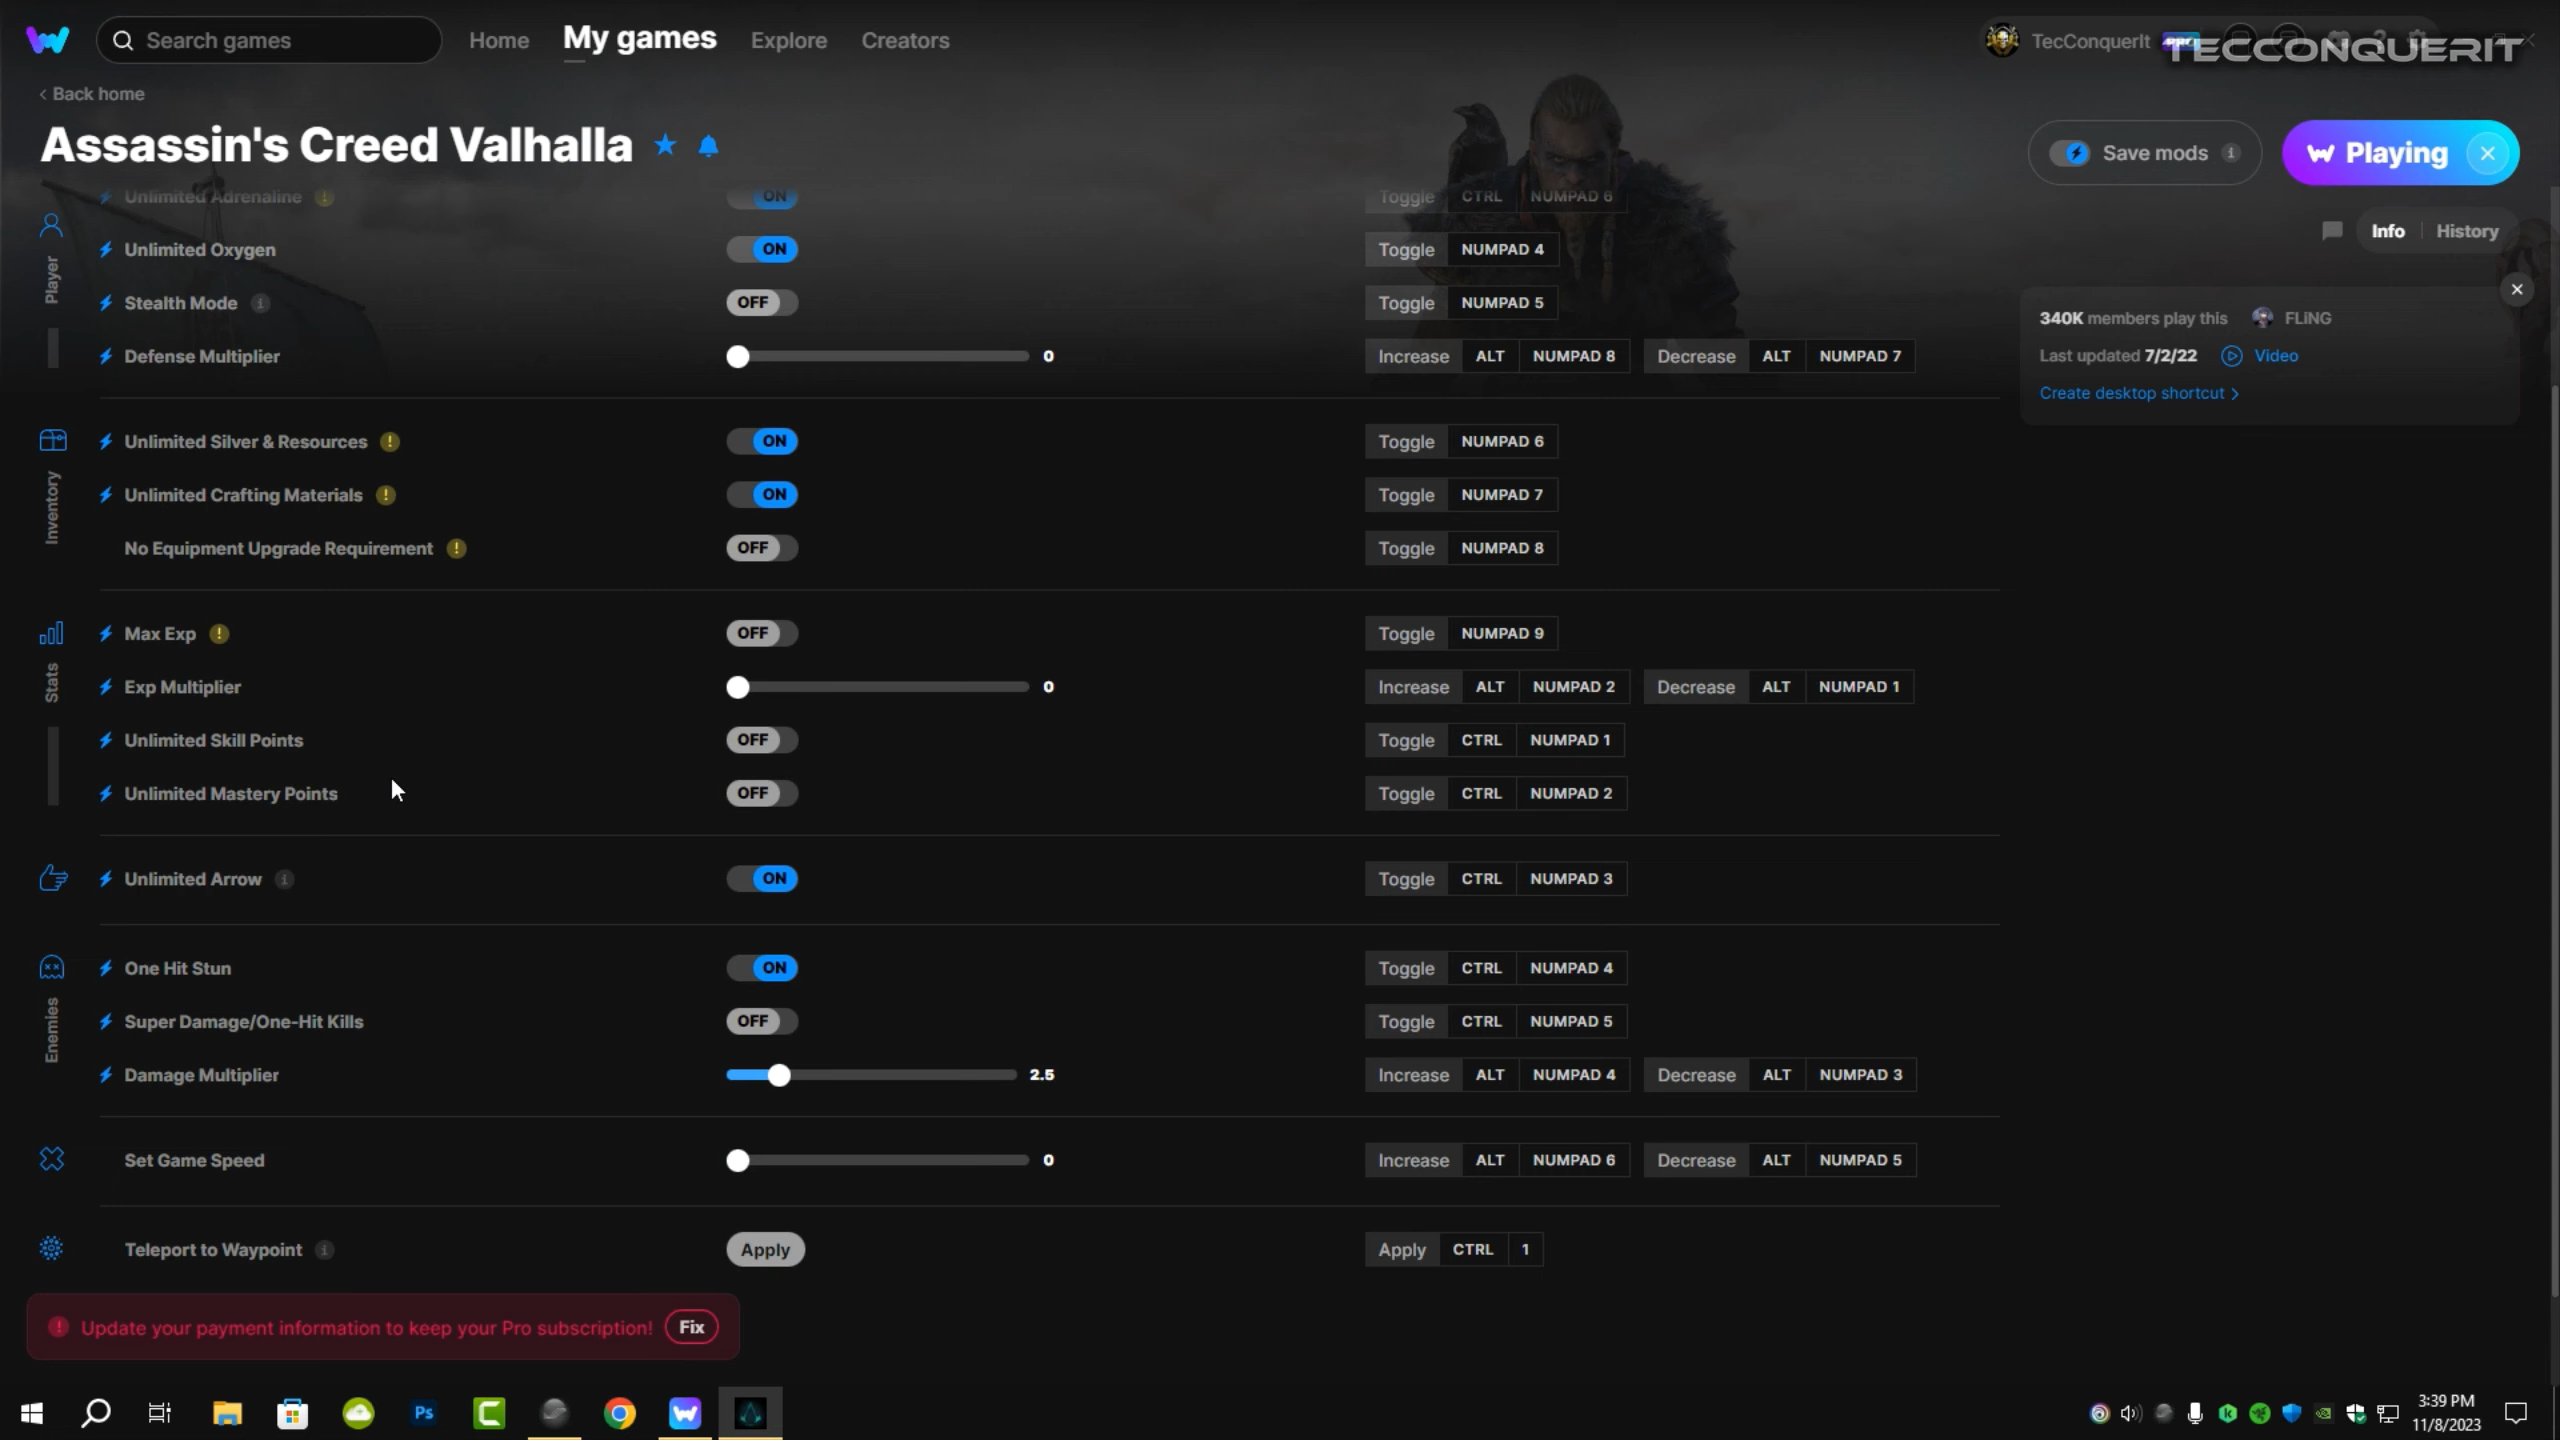 Search games
Home
My games
Explore
Creators
TecConquerIt
PRO
TECCONQUERIT
Back home
Assassin's Creed Valhalla
Save mods
Playing
Player
Unlimited Adrenaline ! ON Toggle CTRL NUMPAD 6
Info
History
Unlimited Oxygen ON Toggle NUMPAD 4
Stealth Mode i OFF Toggle NUMPAD 5
Defense Multiplier 0 Increase ALT NUMPAD 8 Decrease ALT NUMPAD 7
340K members play this FLiNG
Last updated 7/2/22 Video
Create desktop shortcut
Inventory
Unlimited Silver & Resources ! ON Toggle NUMPAD 6
Unlimited Crafting Materials ! ON Toggle NUMPAD 7
No Equipment Upgrade Requirement ! OFF Toggle NUMPAD 8
Stats
Max Exp ! OFF Toggle NUMPAD 9
Exp Multiplier 0 Increase ALT NUMPAD 2 Decrease ALT NUMPAD 1
Unlimited Skill Points OFF Toggle CTRL NUMPAD 1
Unlimited Mastery Points OFF Toggle CTRL NUMPAD 2
Unlimited Arrow i ON Toggle CTRL NUMPAD 3
Enemies
One Hit Stun ON Toggle CTRL NUMPAD 4
Super Damage/One-Hit Kills OFF Toggle CTRL NUMPAD 5
Damage Multiplier 2.5 Increase ALT NUMPAD 4 Decrease ALT NUMPAD 3
Set Game Speed 0 Increase ALT NUMPAD 6 Decrease ALT NUMPAD 5
Teleport to Waypoint i Apply Apply CTRL 1
! Update your payment information to keep your Pro subscription! Fix
Ps
C
3:39 PM
11/8/2023